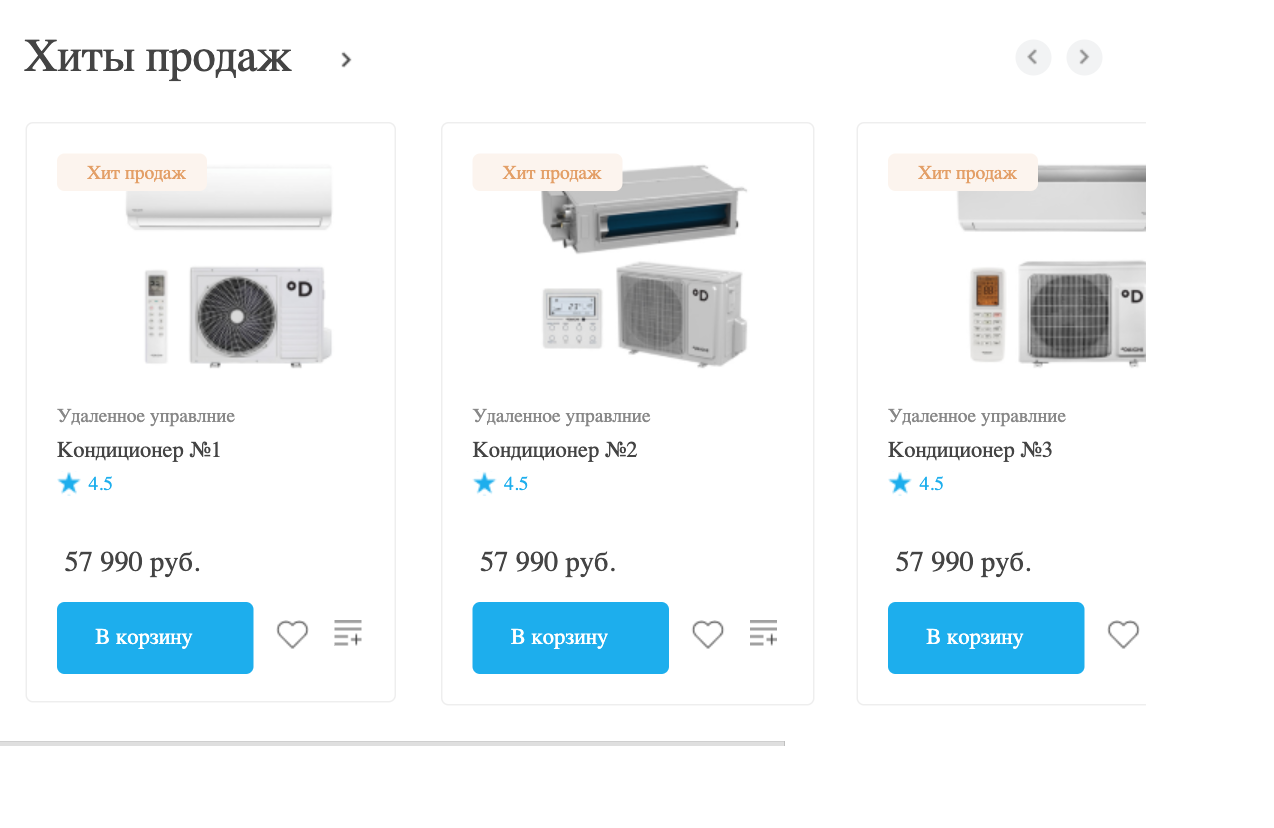 Хиты продаж
Хит продаж
Хит продаж
Хит продаж
°D
°D
°D
Удаленное управлние
Удаленное управлние
Удаленное управлние
Кондиционер №1
Кондиционер №2
Кондиционер №3
4.5
4.5
4.5
57 990 руб.
57 990 руб.
57 990 руб.
В корзину
В корзину
В корзину